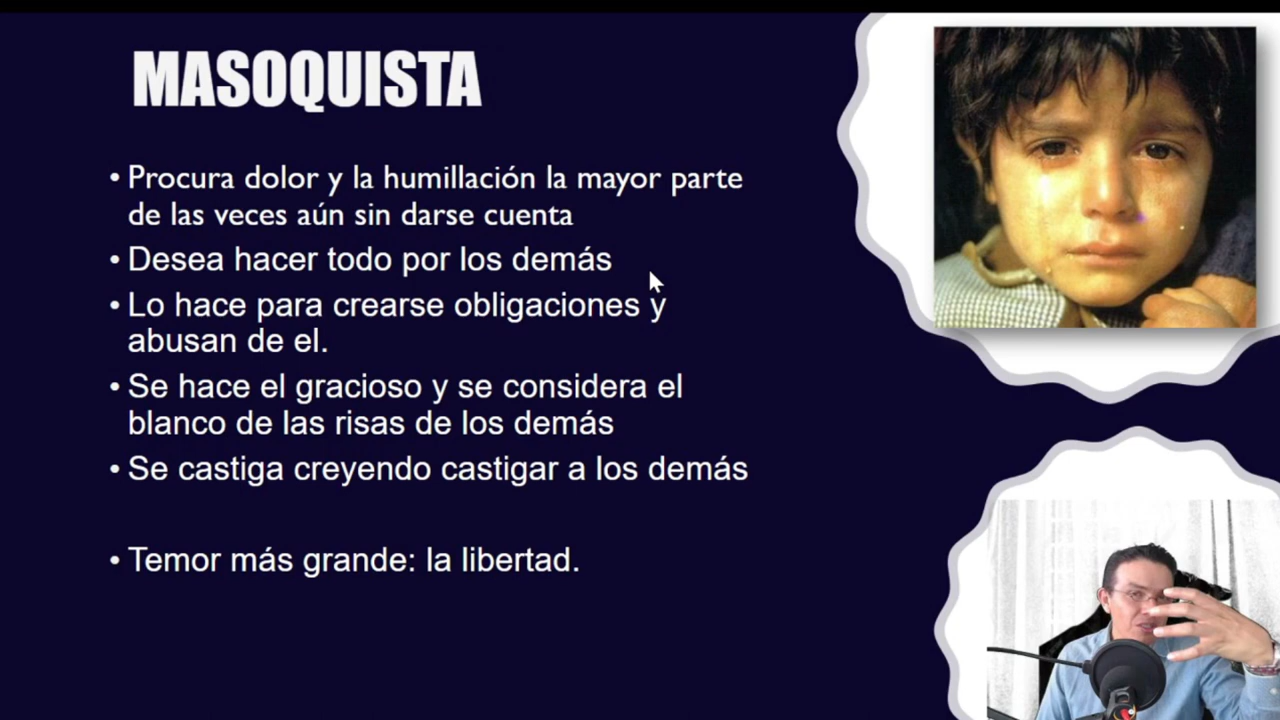 MASOQUISTA
• Procura dolor y la humillación la mayor parte
de las veces aún sin darse cuenta
• Desea hacer todo por los demás
• Lo hace para crearse obligaciones y
abusan de el.
• Se hace el gracioso y se considera el
blanco de las risas de los demás
• Se castiga creyendo castigar a los demás
• Temor más grande: la libertad.